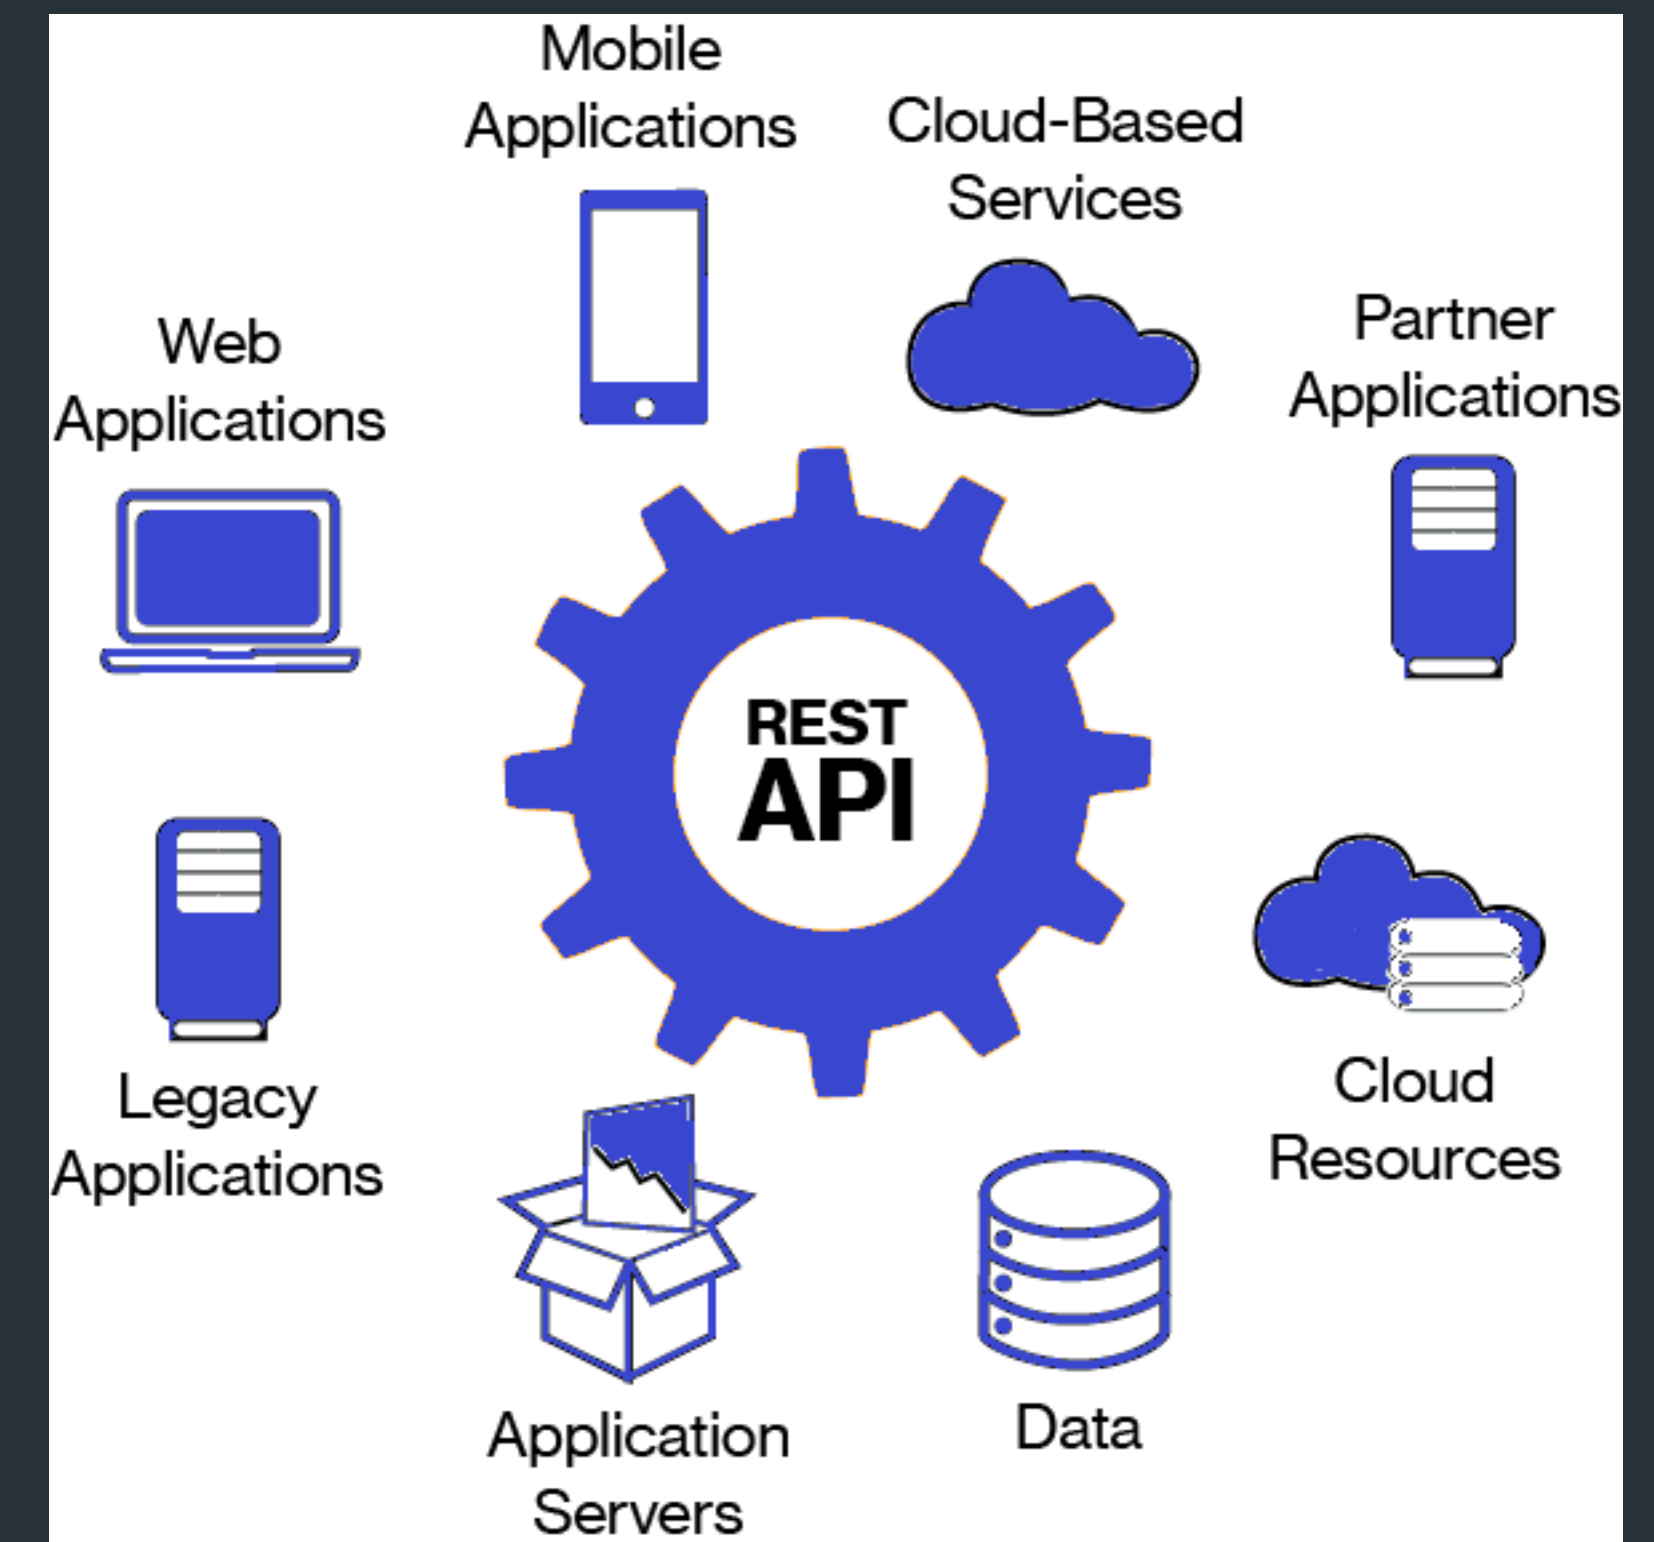 Mobile
Applications
Cloud-Based
Services
Partner
Applications
Web
Applications
REST
API
Legacy
Applications
Cloud
Resources
Application
Servers
Data